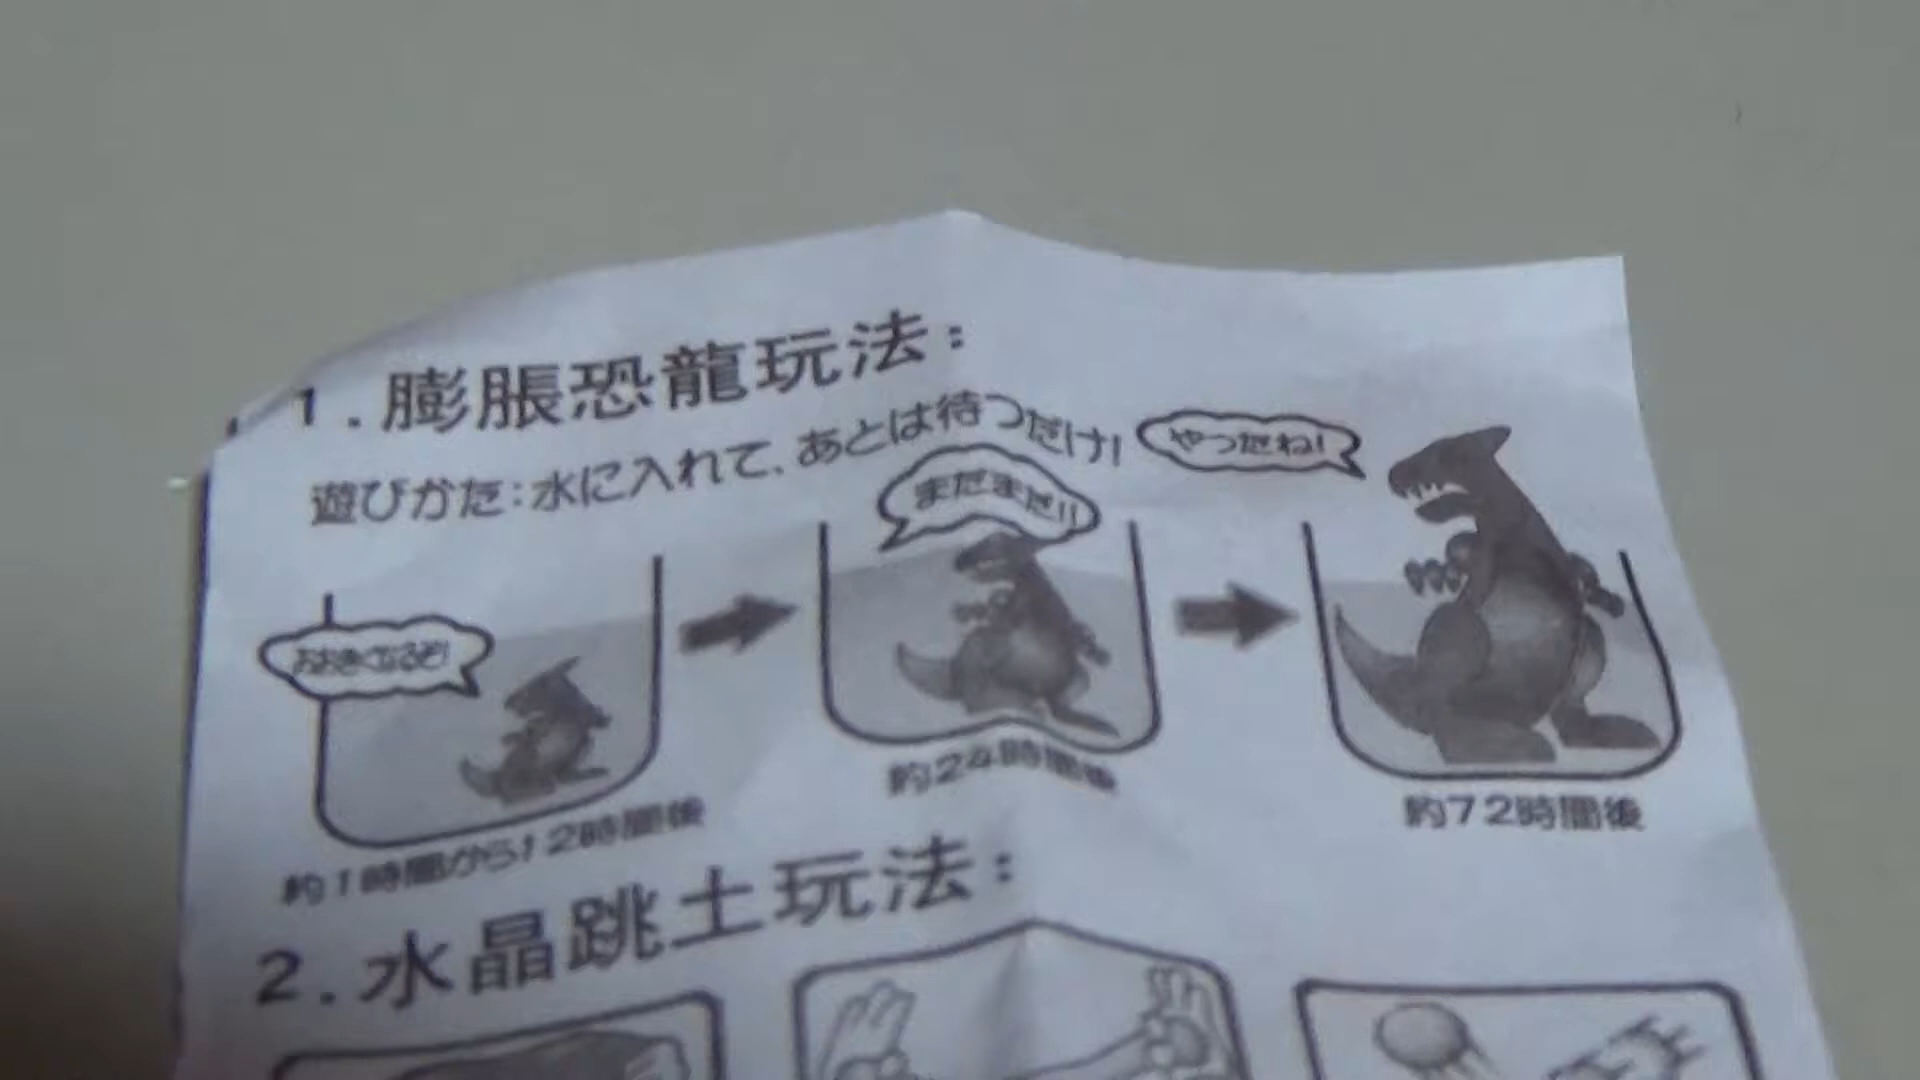 1.膨脹恐龍玩法:
遊びかた:水に入れて、あとは待つだけ!
おおきくなるぞ!
まだまだ!!
やっだね!
約1時間から12時間後
約24時間後
約72時間後
2.水晶跳土玩法: